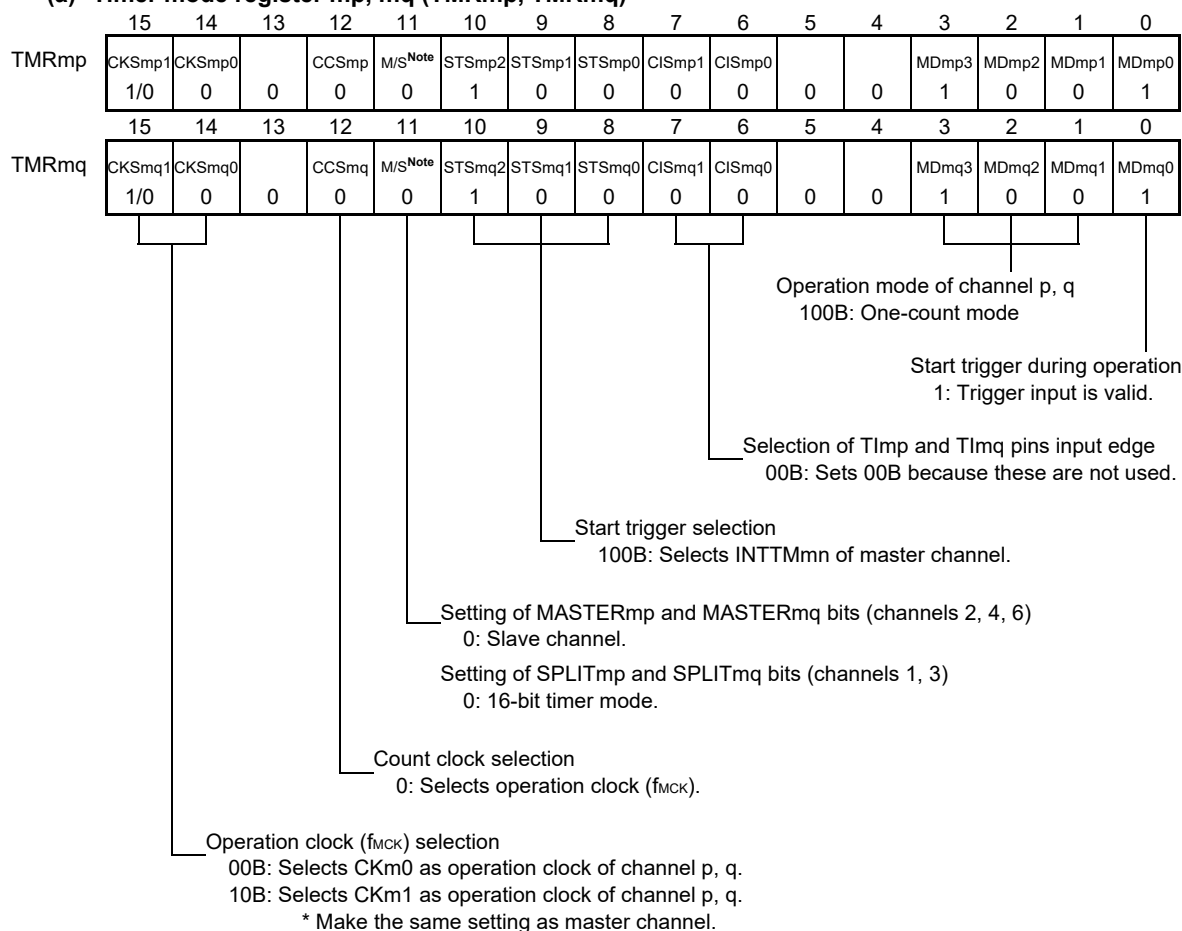 (a) Timer mode register mp, mq (TMRmp, TMRmq)
15 14 13 12 11 10 9 8 7 6 5 4 3 2 1 0
TMRmp CKSmp1 CKSmp0 CCSmp M/S Note STSmp2 STSmp1 STSmp0 CISmp1 CISmp0 MDmp3 MDmp2 MDmp1 MDmp0
1/0 0 0 0 0 1 0 0 0 0 0 0 1 0 0 1
15 14 13 12 11 10 9 8 7 6 5 4 3 2 1 0
TMRmq CKSmq1 CKSmq0 CCSmq M/S Note STSmq2 STSmq1 STSmq0 CISmq1 CISmq0 MDmq3 MDmq2 MDmq1 MDmq0
1/0 0 0 0 0 1 0 0 0 0 0 0 1 0 0 1
Operation mode of channel p, q
100B: One-count mode
Start trigger during operation
1: Trigger input is valid.
Selection of TImp and TImq pins input edge
00B: Sets 00B because these are not used.
Start trigger selection
100B: Selects INTTMmn of master channel.
Setting of MASTERmp and MASTERmq bits (channels 2, 4, 6)
0: Slave channel.
Setting of SPLITmp and SPLITmq bits (channels 1, 3)
0: 16-bit timer mode.
Count clock selection
0: Selects operation clock (fMCK).
Operation clock (fMCK) selection
00B: Selects CKm0 as operation clock of channel p, q.
10B: Selects CKm1 as operation clock of channel p, q.
* Make the same setting as master channel.